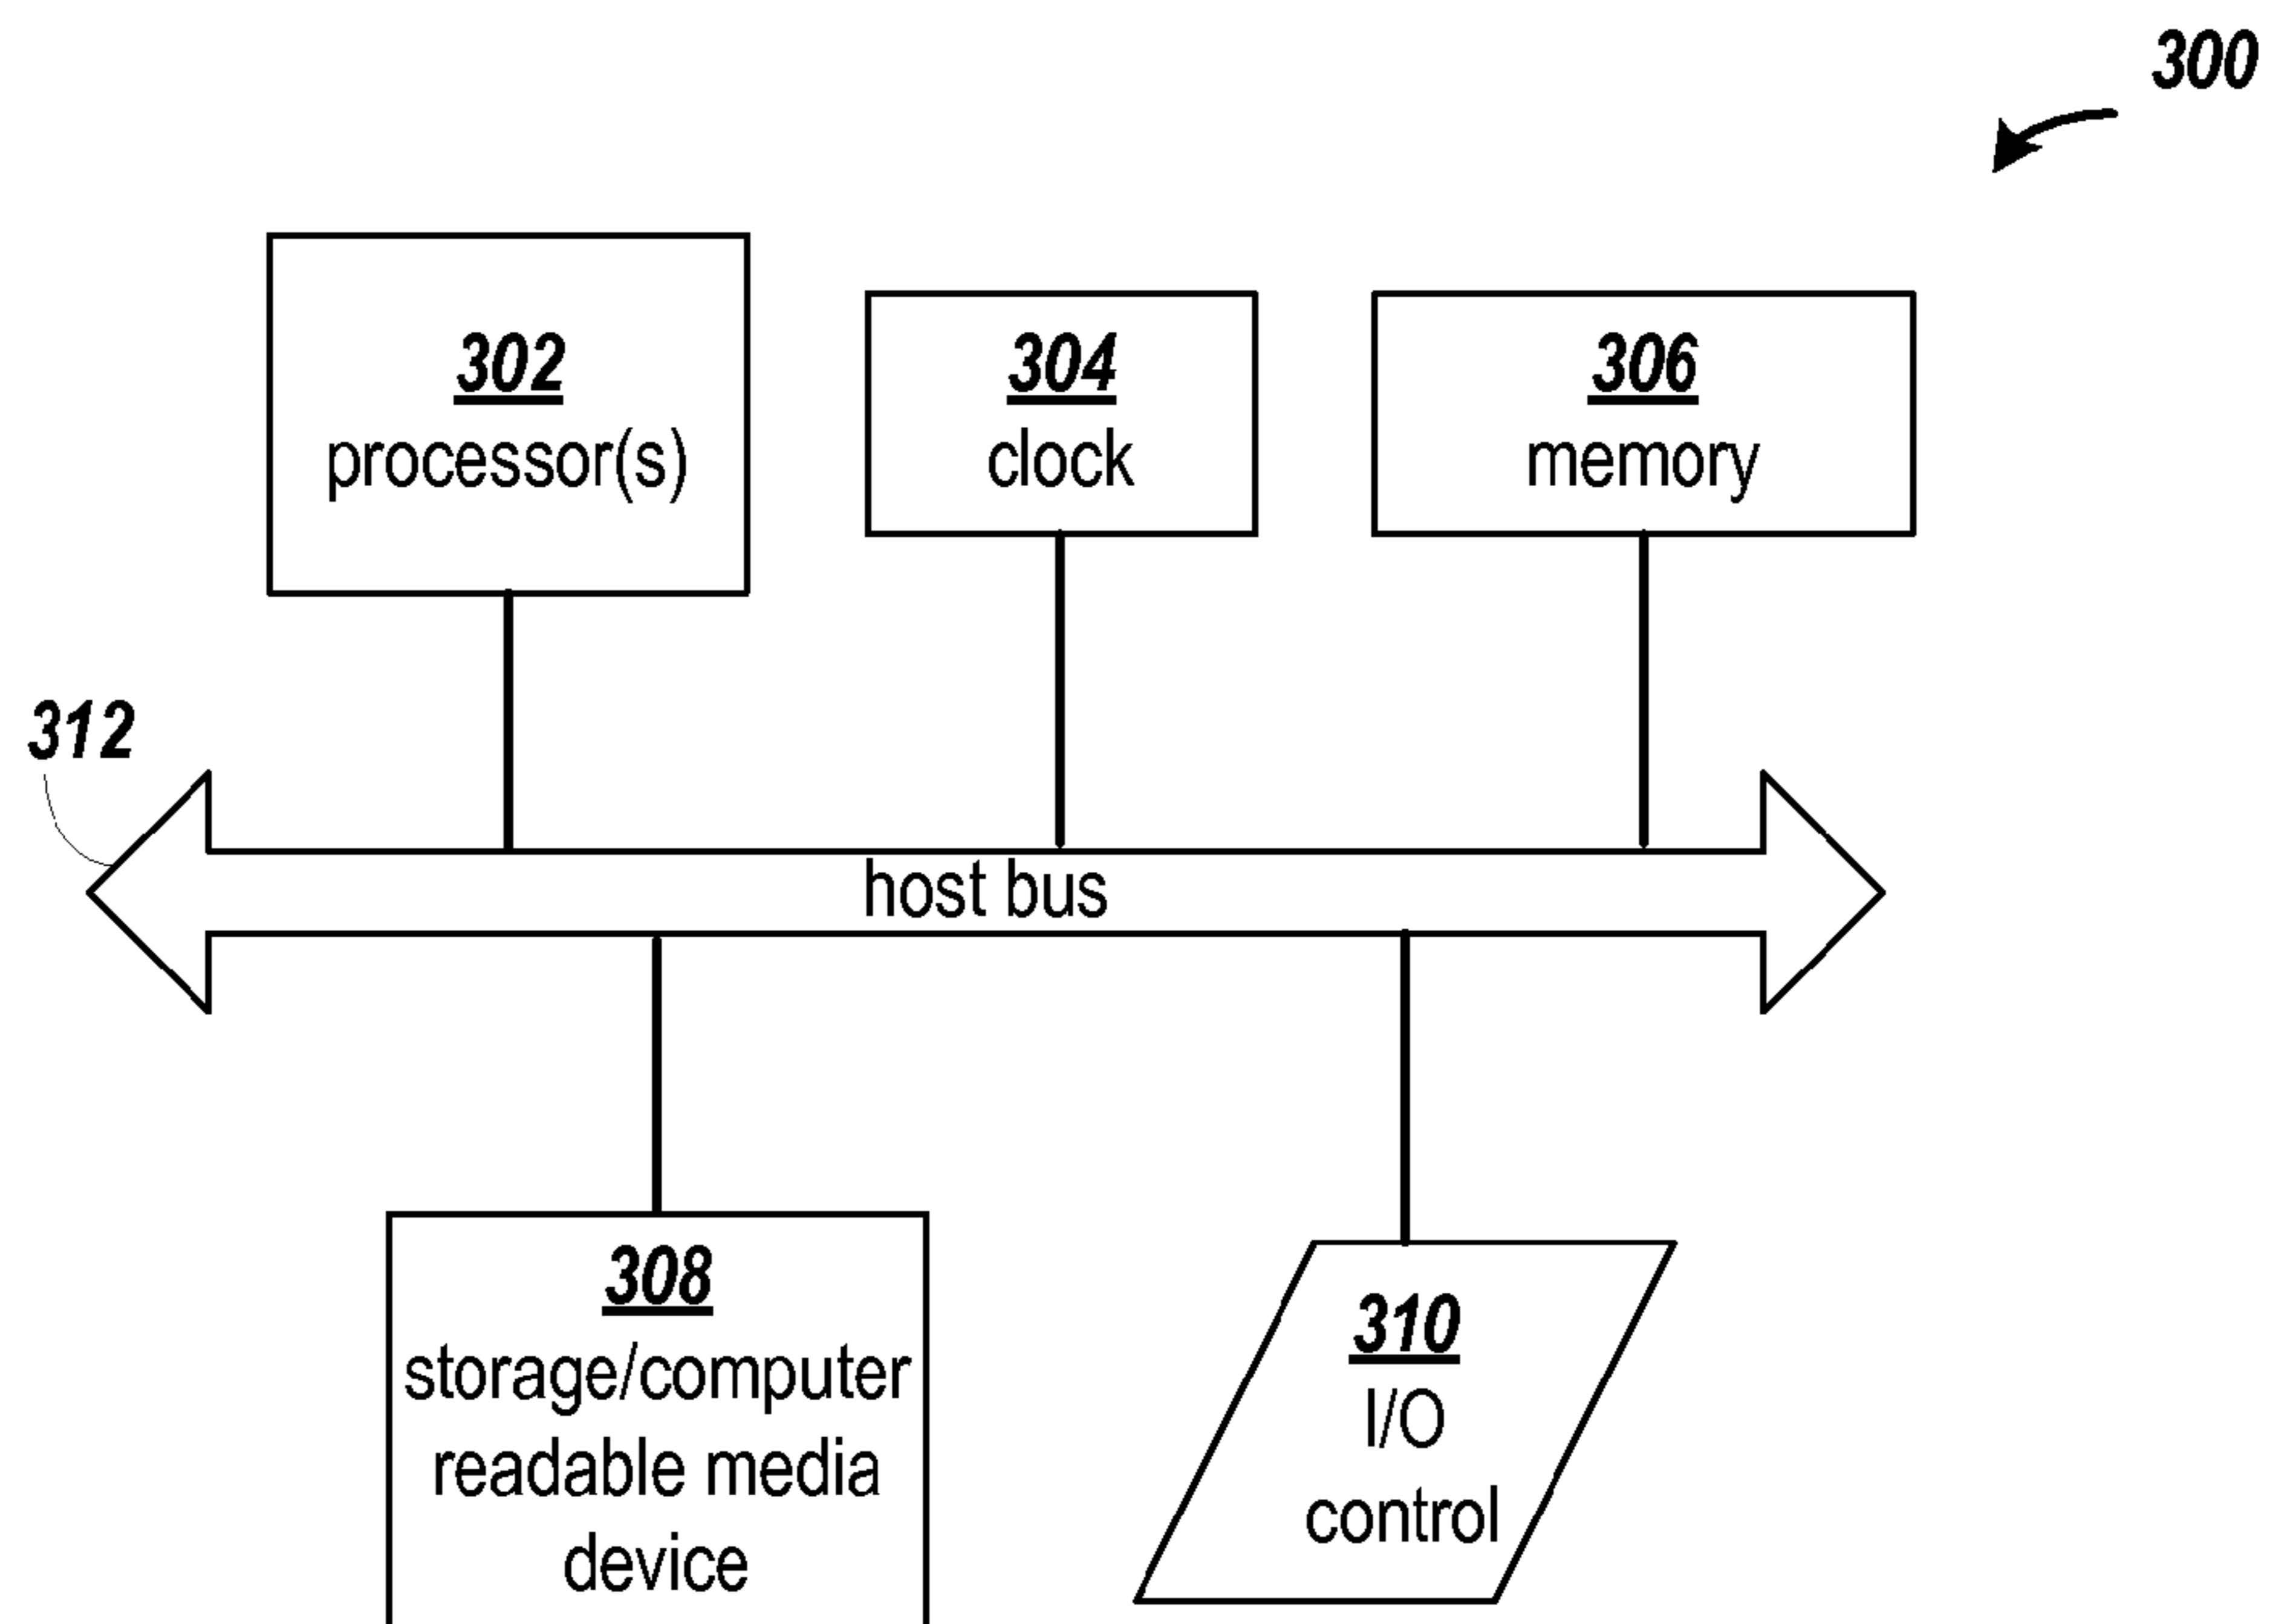 300
302
processor(s)
304
clock
306
memory
312
host bus
308
storage/computer
readable media
device
310
I/O
control